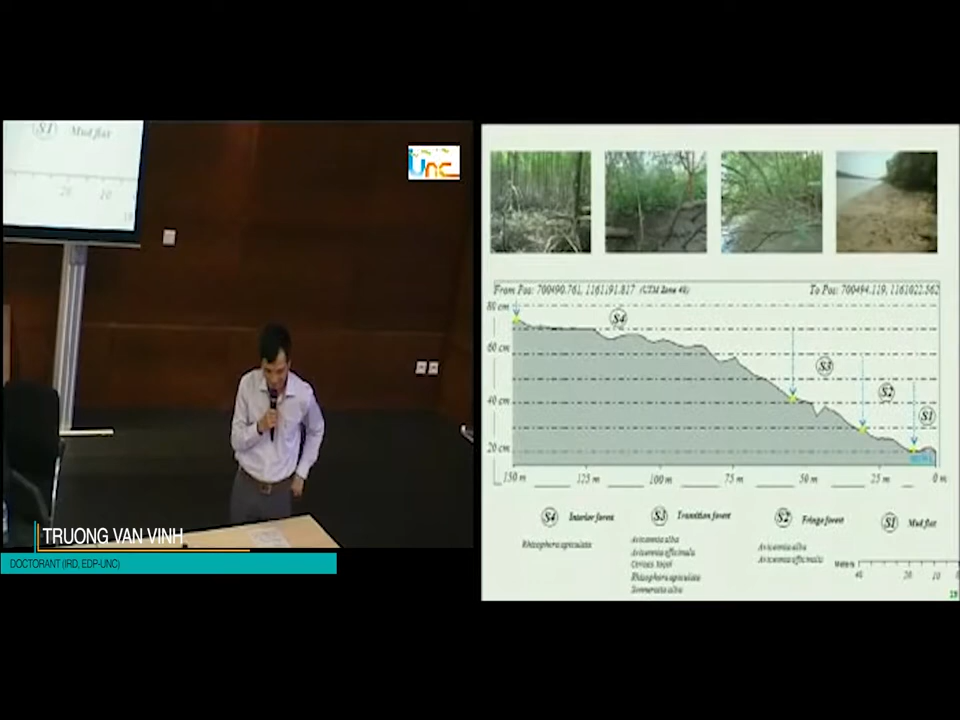 S1 Mud flat
20 10
Unc
TRUONG VAN VINH
DOCTORANT (IRD, EDP-UNC)
From Pos: 700490.761, 1161191.817 (UTM Zone 48) To Pos: 700494.119, 1161022.562
80 cm
60 cm
40 cm
20 cm
S4
S3
S2
S1
150 m 125 m 100 m 75 m 50 m 25 m 0 m
S4 Interior forest S3 Transition forest S2 Fringe forest S1 Mud flat
Rhizophora apiculata
Avicennia alba
Avicennia officinalis
Rhizophora apiculata
Sonneratia alba
Avicennia alba
Avicennia officinalis
Meters
40 20 10 0